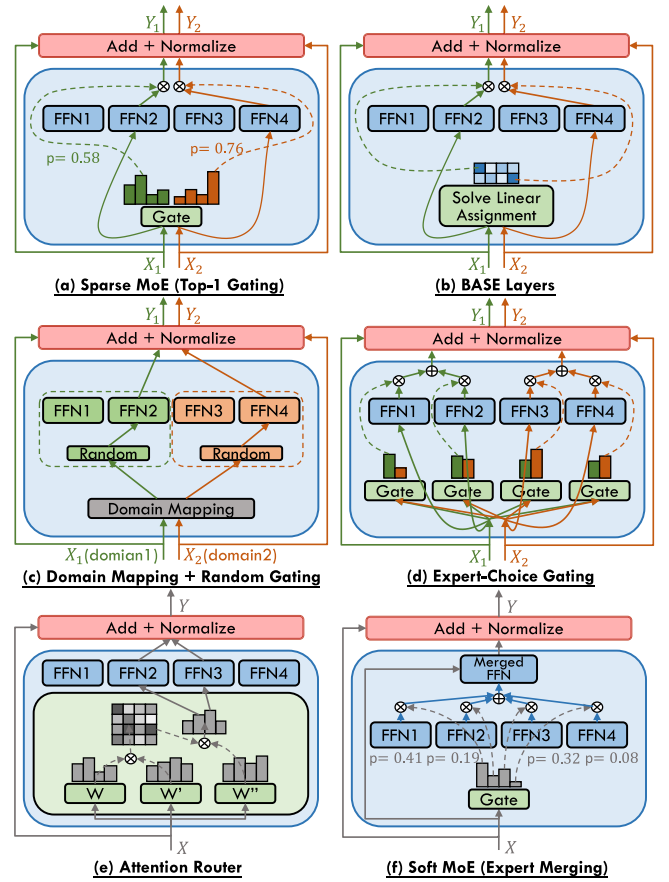 Y₁ Y₂
Add + Normalize
FFN1 FFN2 FFN3 FFN4
p= 0.58 p= 0.76
Gate
X₁ X₂
(a) Sparse MoE (Top-1 Gating)
Y₁ Y₂
Add + Normalize
FFN1 FFN2 FFN3 FFN4
Solve Linear
Assignment
X₁ X₂
(b) BASE Layers
Y₁ Y₂
Add + Normalize
FFN1 FFN2 FFN3 FFN4
Random Random
Domain Mapping
X₁(domian1) X₂(domain2)
(c) Domain Mapping + Random Gating
Y₁ Y₂
Add + Normalize
FFN1 FFN2 FFN3 FFN4
Gate Gate Gate Gate
X₁ X₂
(d) Expert-Choice Gating
Y
Add + Normalize
FFN1 FFN2 FFN3 FFN4
W W' W''
X
(e) Attention Router
Y
Add + Normalize
Merged
FFN
FFN1 FFN2 FFN3 FFN4
p= 0.41 p= 0.19 p= 0.32 p= 0.08
Gate
X
(f) Soft MoE (Expert Merging)